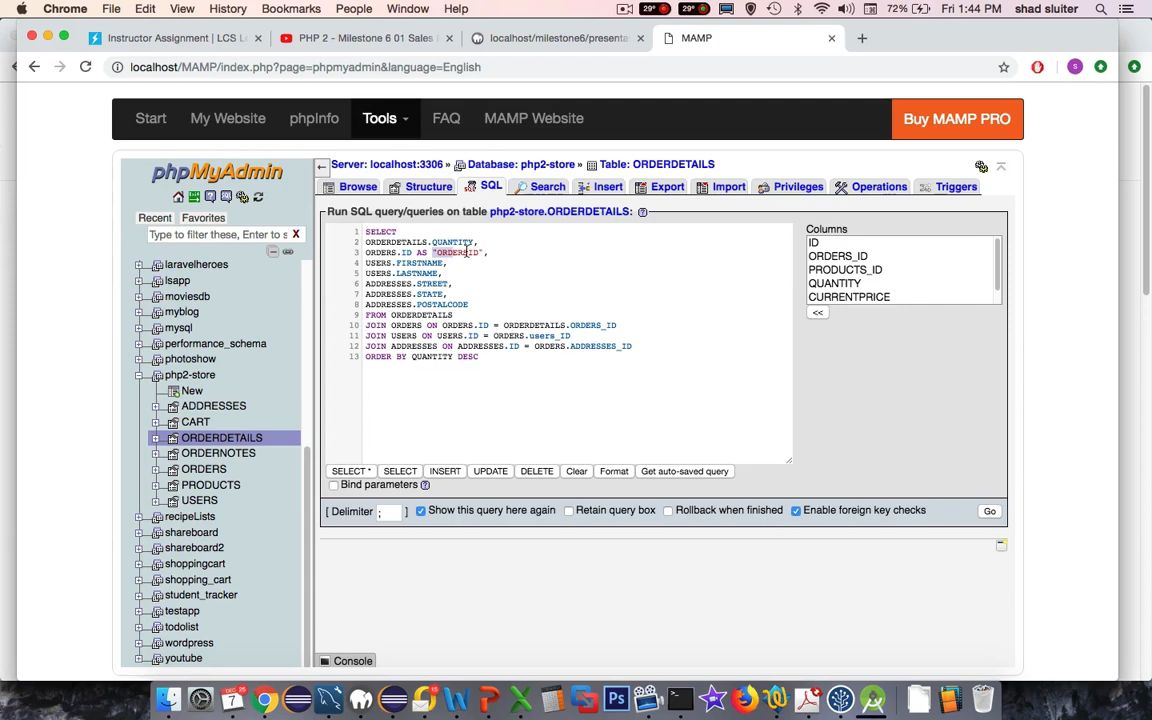 Chrome File Edit View History Bookmarks People Window Help 29° 29° 72% Fri 1:44 PM shad sluiter
Instructor Assignment | LCS L
PHP 2 - Milestone 6 01 Sales
localhost/milestone6/presenta
MAMP
localhost/MAMP/index.php?page=phpmyadmin&language=English
S
Start My Website phpInfo Tools FAQ MAMP Website Buy MAMP PRO
phpMyAdmin
Recent Favorites
Type to filter these, Enter to s X
laravelheroes
lsapp
moviesdb
myblog
mysql
performance_schema
photoshow
php2-store
New
ADDRESSES
CART
ORDERDETAILS
ORDERNOTES
ORDERS
PRODUCTS
USERS
recipeLists
shareboard
shareboard2
shoppingcart
shopping_cart
student_tracker
testapp
todolist
wordpress
youtube
Server: localhost:3306 » Database: php2-store » Table: ORDERDETAILS
Browse Structure SQL Search Insert Export Import Privileges Operations Triggers
Run SQL query/queries on table php2-store.ORDERDETAILS:
1 SELECT
2 ORDERDETAILS.QUANTITY,
3 ORDERS.ID AS "ORDERSID",
4 USERS.FIRSTNAME,
5 USERS.LASTNAME,
6 ADDRESSES.STREET,
7 ADDRESSES.STATE,
8 ADDRESSES.POSTALCODE
9 FROM ORDERDETAILS
10 JOIN ORDERS ON ORDERS.ID = ORDERDETAILS.ORDERS_ID
11 JOIN USERS ON USERS.ID = ORDERS.users_ID
12 JOIN ADDRESSES ON ADDRESSES.ID = ORDERS.ADDRESSES_ID
13 ORDER BY QUANTITY DESC
Columns
ID
ORDERS_ID
PRODUCTS_ID
QUANTITY
CURRENTPRICE
<<
SELECT * SELECT INSERT UPDATE DELETE Clear Format Get auto-saved query
Bind parameters
[ Delimiter ; ] Show this query here again Retain query box Rollback when finished Enable foreign key checks Go
Console